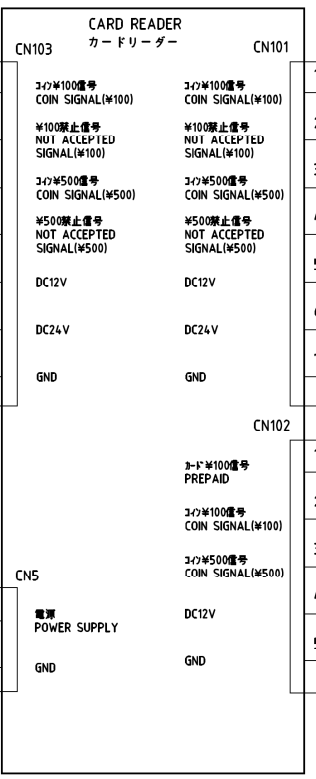 CARD READER
カードリーダー
CN103
CN101
ｺｲﾝ¥100信号
COIN SIGNAL(¥100)
¥100禁止信号
NOT ACCEPTED
SIGNAL(¥100)
ｺｲﾝ¥500信号
COIN SIGNAL(¥500)
¥500禁止信号
NOT ACCEPTED
SIGNAL(¥500)
DC12V
DC24V
GND
ｺｲﾝ¥100信号
COIN SIGNAL(¥100)
¥100禁止信号
NOT ACCEPTED
SIGNAL(¥100)
ｺｲﾝ¥500信号
COIN SIGNAL(¥500)
¥500禁止信号
NOT ACCEPTED
SIGNAL(¥500)
DC12V
DC24V
GND
CN102
ｶｰﾄﾞ¥100信号
PREPAID
ｺｲﾝ¥100信号
COIN SIGNAL(¥100)
ｺｲﾝ¥500信号
COIN SIGNAL(¥500)
DC12V
GND
CN5
電源
POWER SUPPLY
GND